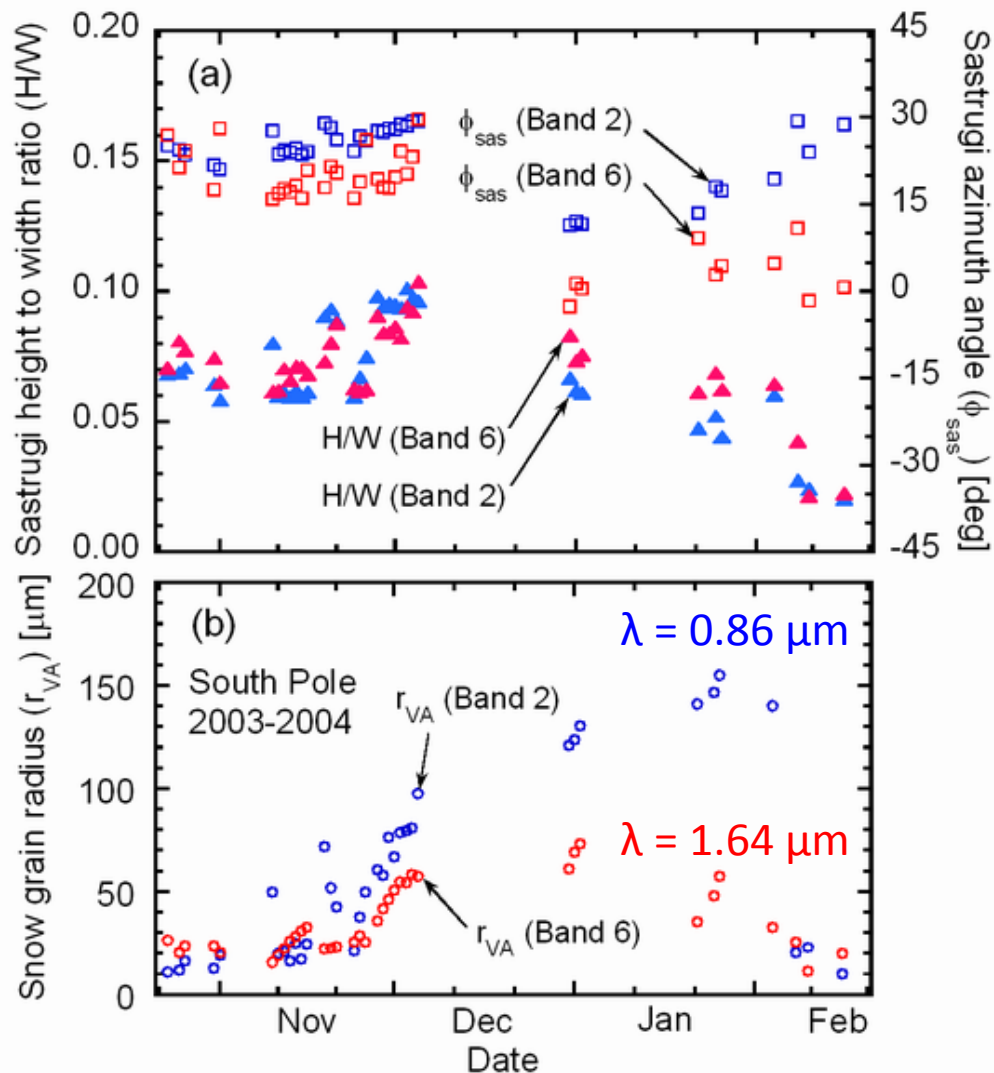 Sastrugi height to width ratio (H/W)
0.20
0.15
0.10
0.05
0.00
(a)
ϕsas (Band 2)
ϕsas (Band 6)
H/W (Band 6)
H/W (Band 2)
45
30
15
0
-15
-30
-45
Sastrugi azimuth angle (ϕsas) [deg]
Snow grain radius (rVA) [μm]
200
150
100
50
0
(b)
South Pole
2003-2004
rVA (Band 2)
rVA (Band 6)
λ = 0.86 μm
λ = 1.64 μm
Nov
Dec
Jan
Feb
Date